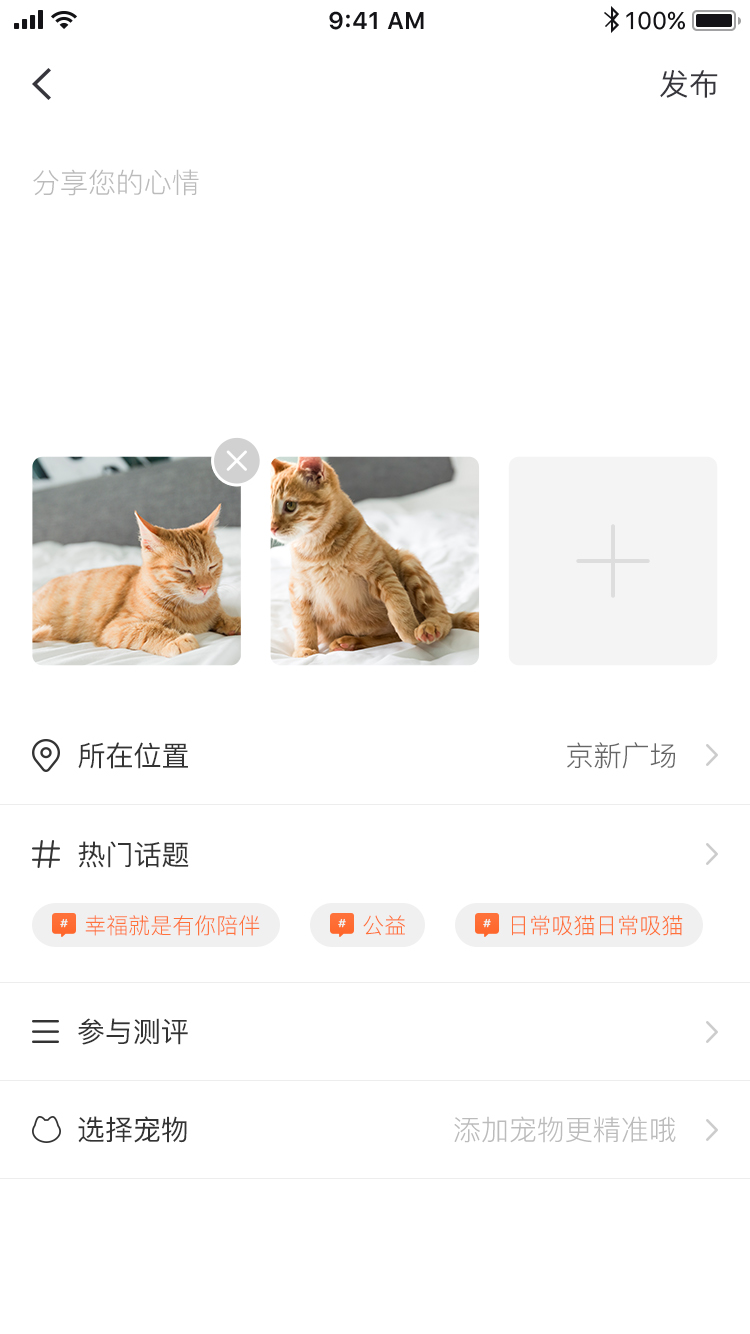 9:41 AM
100%
发布
分享您的心情
所在位置
京新广场
热门话题
# 幸福就是有你陪伴
# 公益
# 日常吸猫日常吸猫
参与测评
选择宠物
添加宠物更精准哦